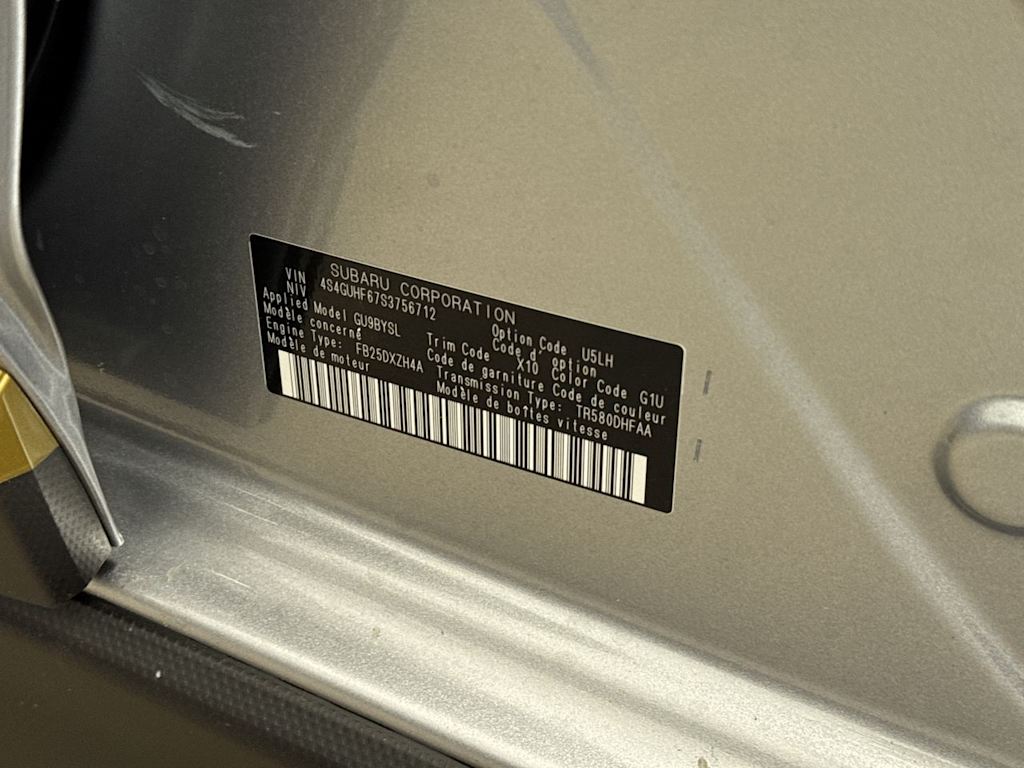 SUBARU CORPORATION
VIN
NIV 4S4GUHF67S3756712
Applied Model GU9BYSL Option Code U5LH
Modèle concerné Code d' option
Trim Code X10 Color Code G1U
Code de garniture Code de couleur
Engine Type: FB25DXZH4A Transmission Type: TR580DHFAA
Modèle de moteur Modèle de boîtes vitesse